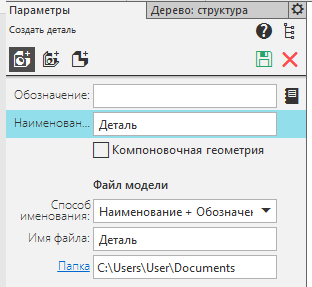 Параметры
Дерево: структура
Создать деталь
Обозначение:
Наименован...
Деталь
Компоновочная геометрия
Файл модели
Способ
именования:
Наименование + Обозначен
Имя файла:
Деталь
Папка
C:\Users\User\Documents